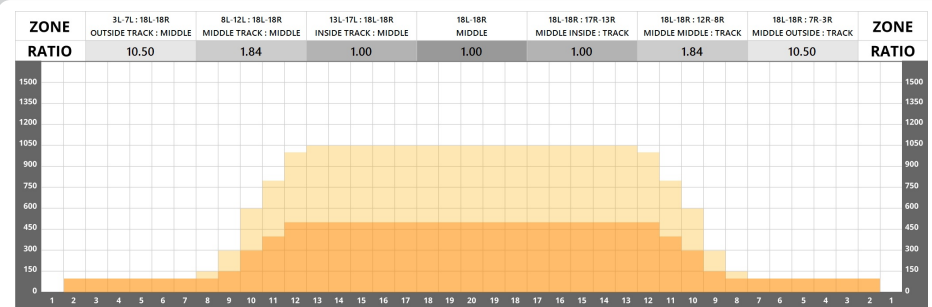 ZONE 3L-7L : 18L-18R 8L-12L : 18L-18R 13L-17L : 18L-18R 18L-18R 18L-18R : 17R-13R 18L-18R : 12R-8R 18L-18R : 7R-3R ZONE
OUTSIDE TRACK : MIDDLE MIDDLE TRACK : MIDDLE INSIDE TRACK : MIDDLE MIDDLE MIDDLE INSIDE : TRACK MIDDLE MIDDLE : TRACK MIDDLE OUTSIDE : TRACK
RATIO 10.50 1.84 1.00 1.00 1.00 1.84 10.50 RATIO
1500 1500
1350 1350
1200 1200
1050 1050
900 900
750 750
600 600
450 450
300 300
150 150
0 0
1 2 3 4 5 6 7 8 9 10 11 12 13 14 15 16 17 18 19 20 19 18 17 16 15 14 13 12 11 10 9 8 7 6 5 4 3 2 1